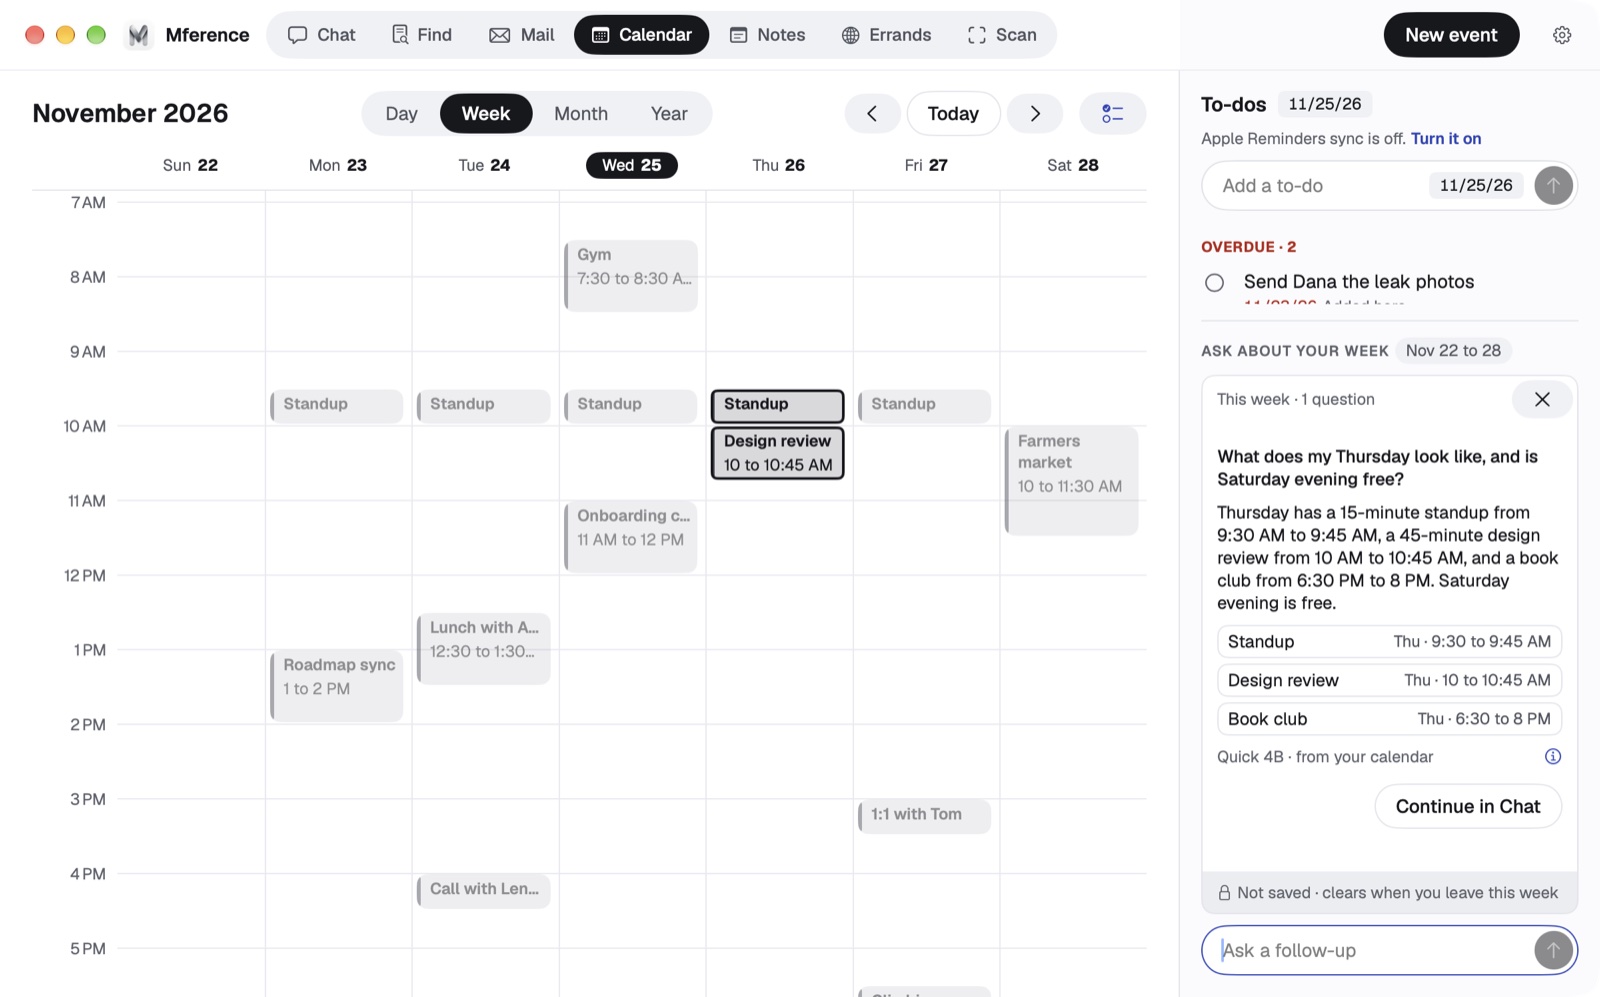 Mference
Chat
Find
Mail
Calendar
Notes
Errands
Scan
New event
November 2026
Day
Week
Month
Year
Today
Sun 22
Mon 23
Tue 24
Wed 25
Thu 26
Fri 27
Sat 28
7 AM
8 AM
9 AM
10 AM
11 AM
12 PM
1 PM
2 PM
3 PM
4 PM
5 PM
Standup
Roadmap sync
1 to 2 PM
Standup
Lunch with A...
12:30 to 1:30...
Call with Len...
Gym
7:30 to 8:30 A...
Standup
Onboarding c...
11 AM to 12 PM
Standup
Design review
10 to 10:45 AM
Standup
1:1 with Tom
Farmers
market
10 to 11:30 AM
To-dos 11/25/26
Apple Reminders sync is off. Turn it on
Add a to-do 11/25/26
OVERDUE · 2
Send Dana the leak photos
ASK ABOUT YOUR WEEK Nov 22 to 28
This week · 1 question
What does my Thursday look like, and is
Saturday evening free?
Thursday has a 15-minute standup from
9:30 AM to 9:45 AM, a 45-minute design
review from 10 AM to 10:45 AM, and a book
club from 6:30 PM to 8 PM. Saturday
evening is free.
Standup Thu · 9:30 to 9:45 AM
Design review Thu · 10 to 10:45 AM
Book club Thu · 6:30 to 8 PM
Quick 4B · from your calendar
Continue in Chat
Not saved · clears when you leave this week
Ask a follow-up